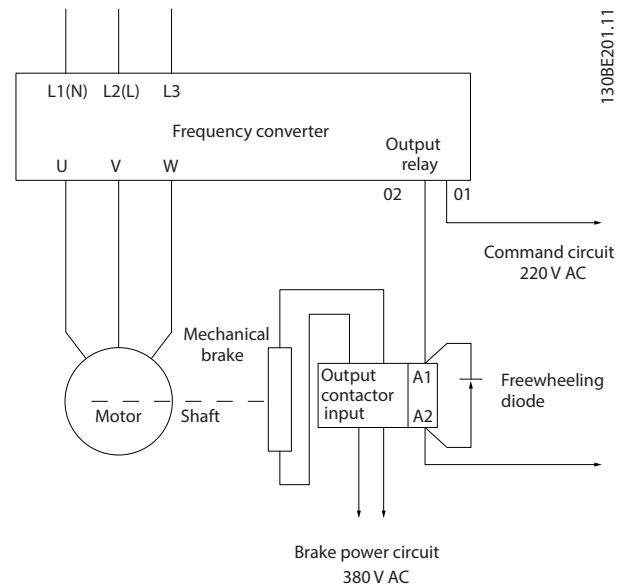 130BE201.11
L1(N) L2(L) L3
Frequency converter
Output
relay
U V W
02 01
Command circuit
220 V AC
Mechanical
brake
Output
contactor
input
A1
A2
Freewheeling
diode
Motor
Shaft
Brake power circuit
380 V AC